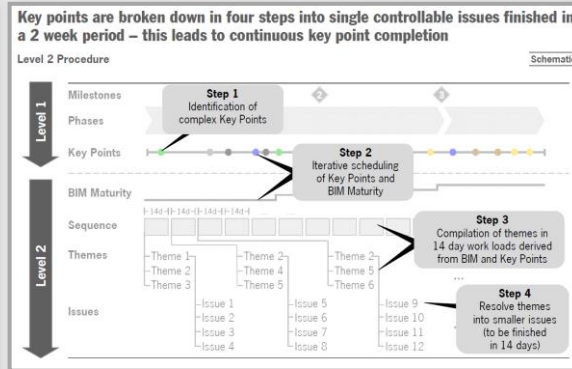 Key points are broken down in four steps into single controllable issues finished in
a 2 week period – this leads to continuous key point completion
Level 2 Procedure
Schematic
Level 1
Milestones
2
3
Phases
Key Points
Step 1
Identification of
complex Key Points
Step 2
Iterative scheduling
of Key Points and
BIM Maturity
Level 2
BIM Maturity
14d
14d
14d
14d
Sequence
Step 3
Compilation of themes in
14 day work loads derived
from BIM and Key Points
Themes
Theme 1
Theme 2
Theme 3
Theme 2
Theme 4
Theme 5
Theme 2
Theme 5
Theme 6
...
Issues
Issue 1
Issue 2
Issue 3
Issue 4
Issue 5
Issue 6
Issue 7
Issue 8
Issue 9
Issue 10
Issue 11
Issue 12
Step 4
Resolve themes
into smaller issues
(to be finished
in 14 days)